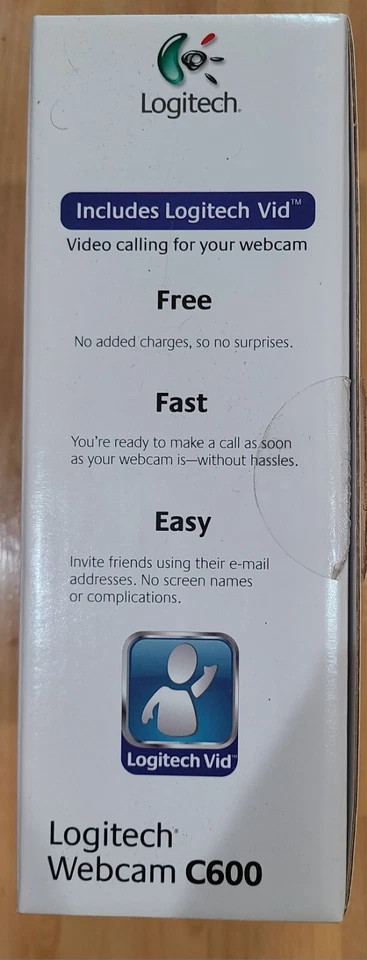 Logitech®
Includes Logitech Vid™
Video calling for your webcam
Free
No added charges, so no surprises.
Fast
You're ready to make a call as soon
as your webcam is—without hassles.
Easy
Invite friends using their e-mail
addresses. No screen names
or complications.
Logitech Vid™
Logitech®
Webcam C600